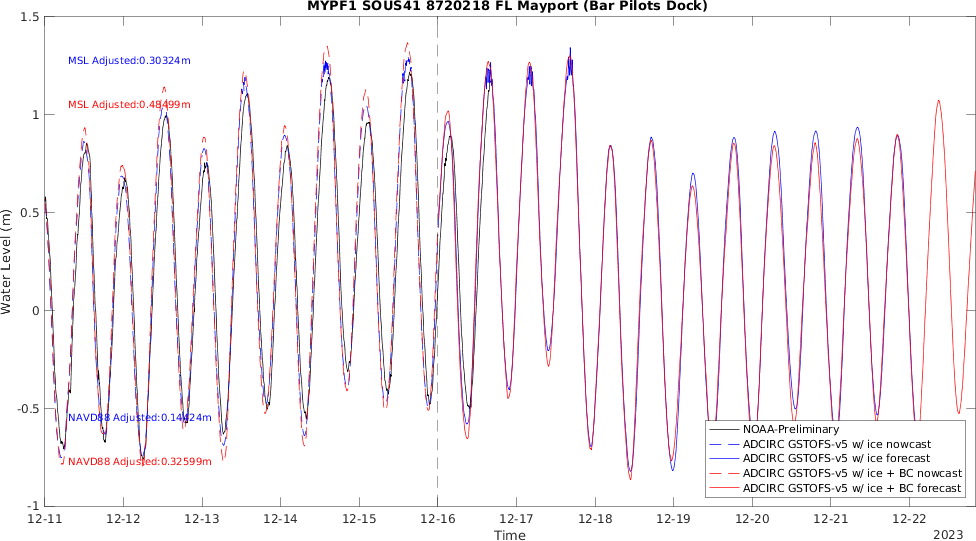 MYPF1 SOUS41 8720218 FL Mayport (Bar Pilots Dock)
1.5
MSL Adjusted:0.30324m
MSL Adjusted:0.48499m
1
0.5
Water Level (m)
0
-0.5
NAVD88 Adjusted:0.14424m
NAVD88 Adjusted:0.32599m
-1
NOAA-Preliminary
ADCIRC GSTOFS-v5 w/ ice nowcast
ADCIRC GSTOFS-v5 w/ ice forecast
ADCIRC GSTOFS-v5 w/ ice + BC nowcast
ADCIRC GSTOFS-v5 w/ ice + BC forecast
12-11 12-12 12-13 12-14 12-15 12-16 12-17 12-18 12-19 12-20 12-21 12-22
Time
2023